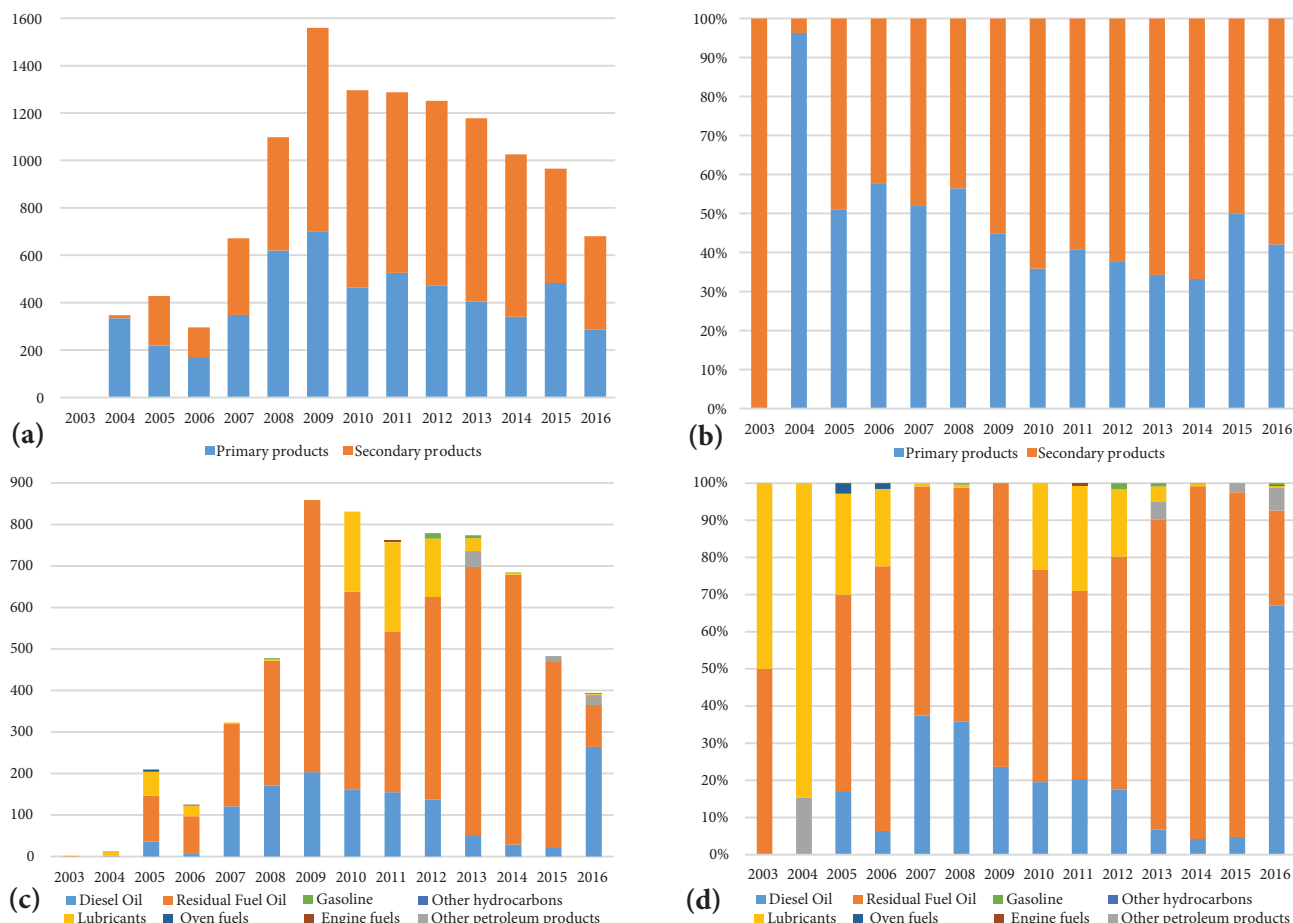 1600
1400
1200
1000
800
600
400
200
0
2003 2004 2005 2006 2007 2008 2009 2010 2011 2012 2013 2014 2015 2016
(a)
Primary products Secondary products
100%
90%
80%
70%
60%
50%
40%
30%
20%
10%
0%
2003 2004 2005 2006 2007 2008 2009 2010 2011 2012 2013 2014 2015 2016
(b)
Primary products Secondary products
900
800
700
600
500
400
300
200
100
0
2003 2004 2005 2006 2007 2008 2009 2010 2011 2012 2013 2014 2015 2016
(c)
Diesel Oil Residual Fuel Oil Gasoline Other hydrocarbons
Lubricants Oven fuels Engine fuels Other petroleum products
100%
90%
80%
70%
60%
50%
40%
30%
20%
10%
0%
2003 2004 2005 2006 2007 2008 2009 2010 2011 2012 2013 2014 2015 2016
(d)
Diesel Oil Residual Fuel Oil Gasoline Other hydrocarbons
Lubricants Oven fuels Engine fuels Other petroleum products